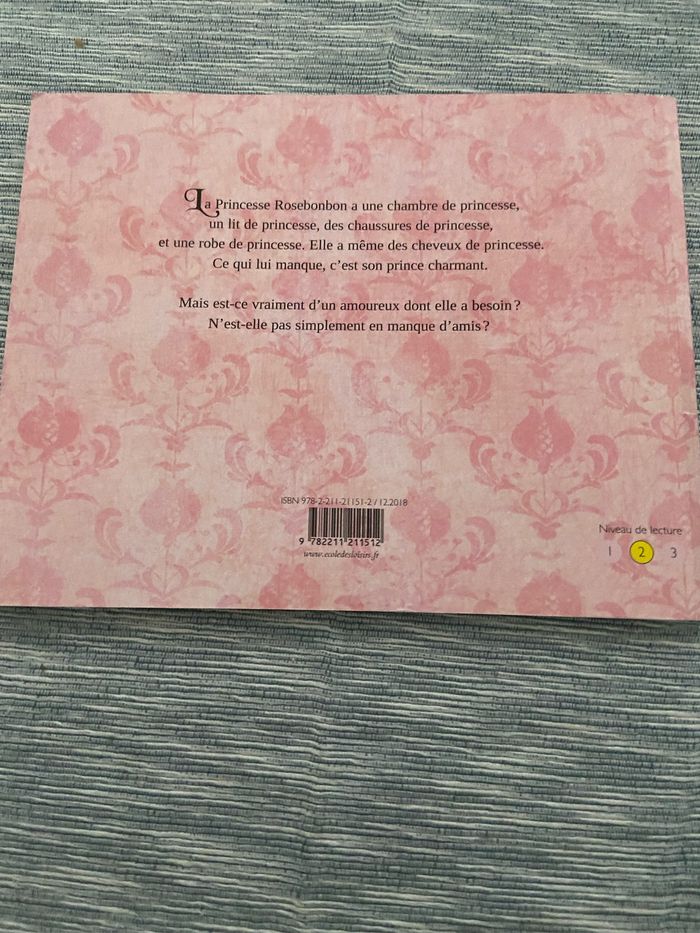 La Princesse Rosebonbon a une chambre de princesse,
un lit de princesse, des chaussures de princesse,
et une robe de princesse. Elle a même des cheveux de princesse.
Ce qui lui manque, c'est son prince charmant.
Mais est-ce vraiment d'un amoureux dont elle a besoin ?
N'est-elle pas simplement en manque d'amis ?
ISBN 978-2-211-21151-2 / 12.2018
9 782211 211512
www.ecoledesloisirs.fr
Niveau de lecture
1 2 3